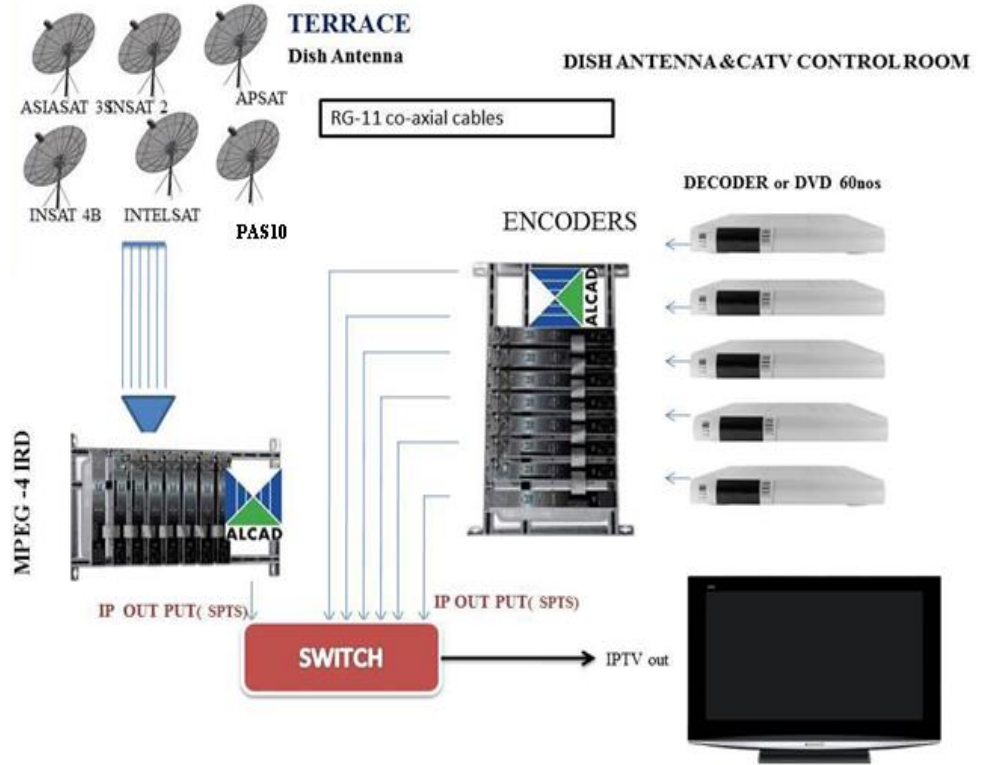 TERRACE
Dish Antenna
DISH ANTENNA & CATV CONTROL ROOM
ASIASAT 3S
INSAT 2
APSAT
RG-11 co-axial cables
INSAT 4B
INTELSAT
PAS10
DECODER or DVD 60nos
ENCODERS
ALCAD
MPEG -4 IRD
ALCAD
IP OUT PUT( SPTS)
IP OUT PUT( SPTS)
SWITCH
IPTV out